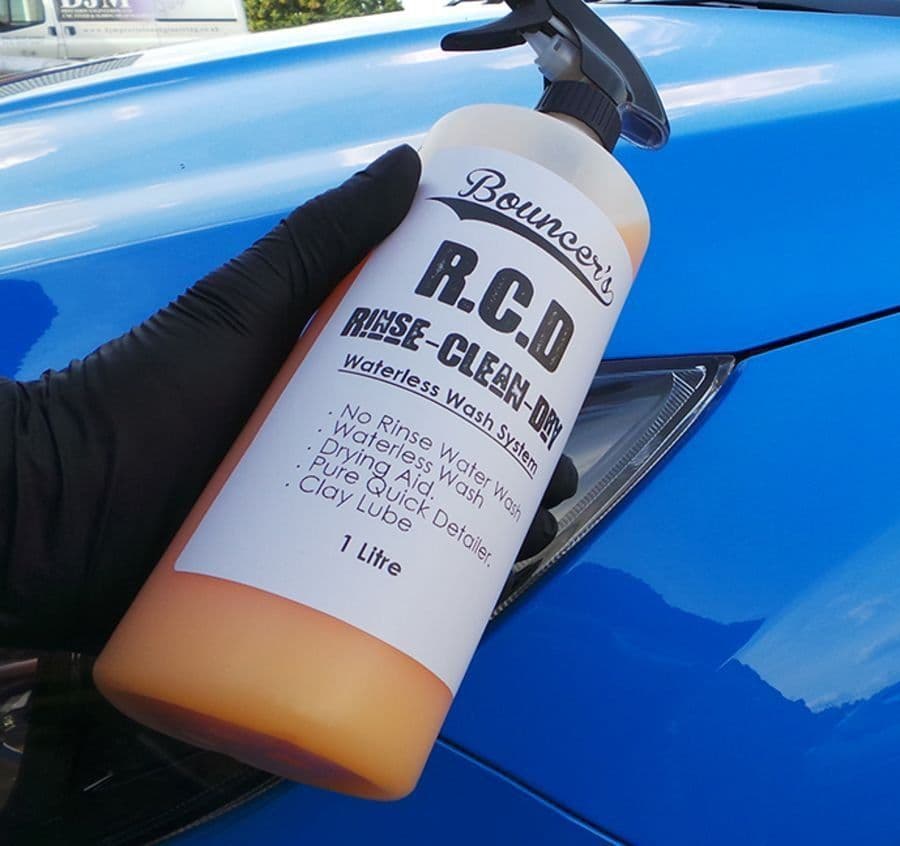 DJM
Bouncer's
R.C.D
RINSE-CLEAN-DRY
Waterless Wash System
. No Rinse Water Wash
. Waterless Wash
. Drying Aid.
. Pure Quick Detailer.
. Clay Lube
1 Litre